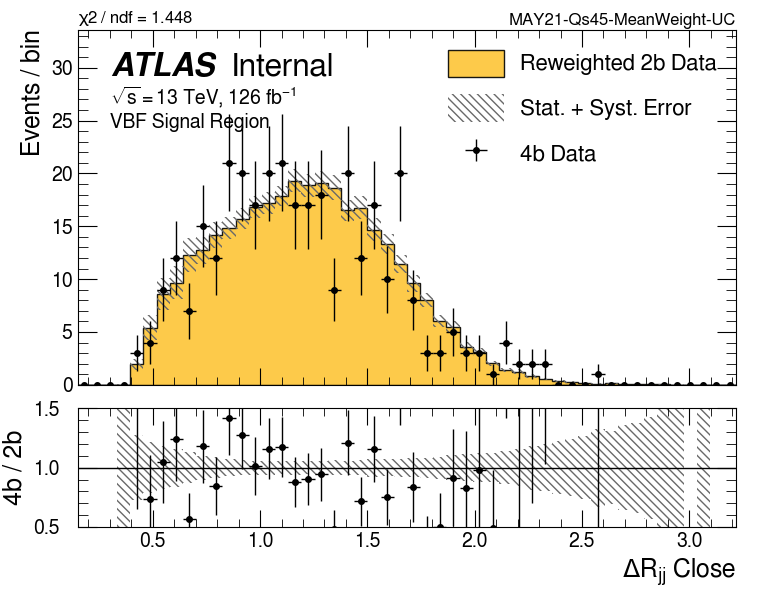 χ2 / ndf = 1.448
MAY21-Qs45-MeanWeight-UC
ATLAS Internal
√s = 13 TeV, 126 fb⁻¹
VBF Signal Region
Reweighted 2b Data
Stat. + Syst. Error
4b Data
Events / bin
30
25
20
15
10
5
0
4b / 2b
1.5
1.0
0.5
0.5 1.0 1.5 2.0 2.5 3.0
ΔRjj Close